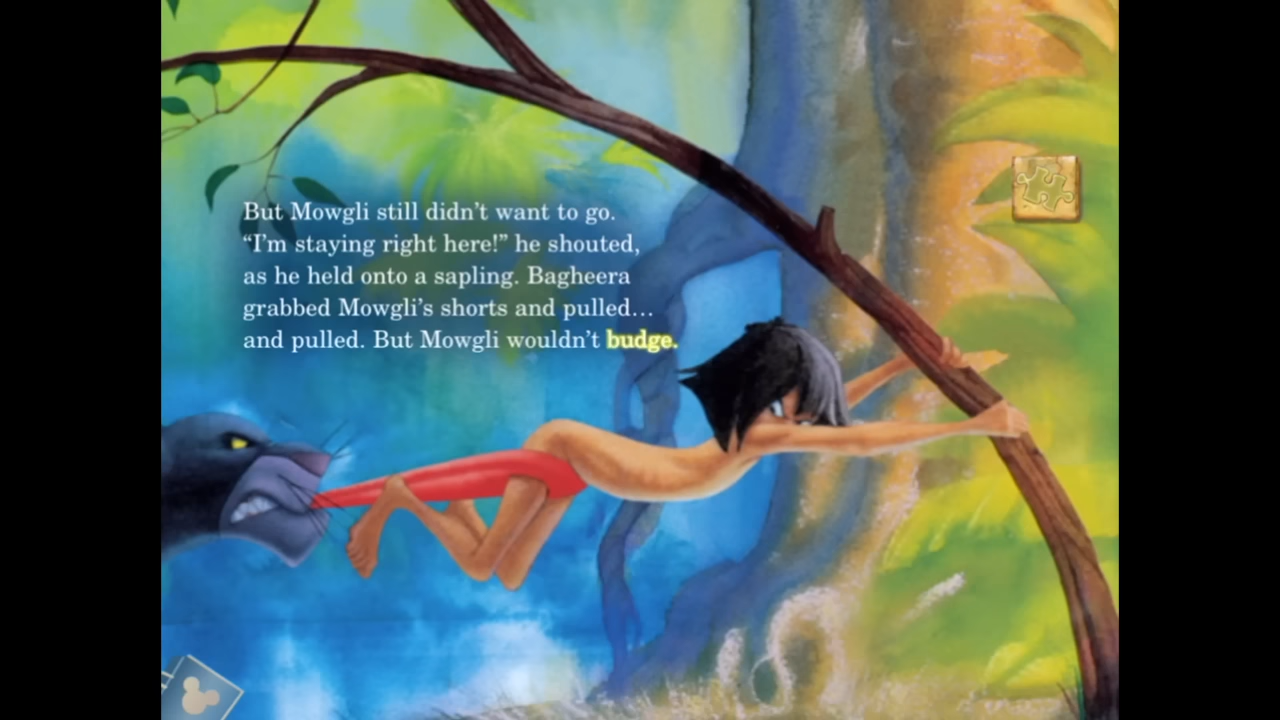 But Mowgli still didn't want to go.
“I'm staying right here!” he shouted,
as he held onto a sapling. Bagheera
grabbed Mowgli's shorts and pulled…
and pulled. But Mowgli wouldn't budge.